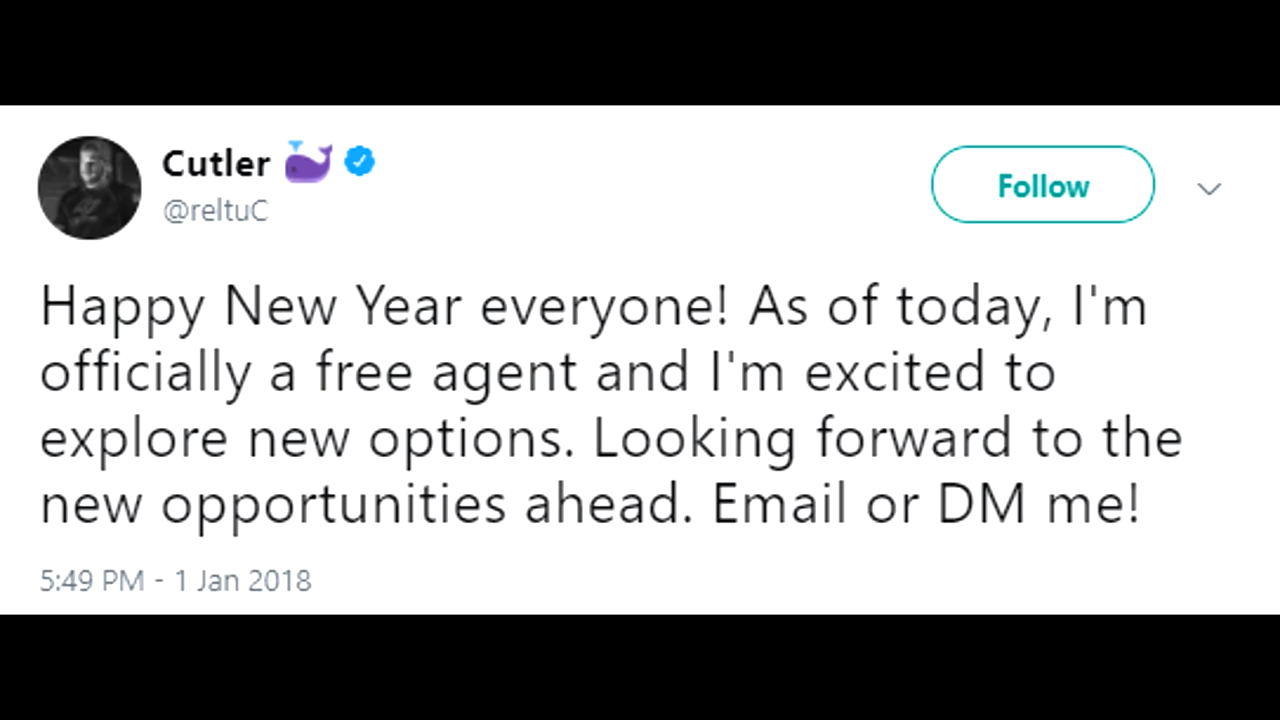 Cutler
@reltuC
Follow
Happy New Year everyone! As of today, I'm
officially a free agent and I'm excited to
explore new options. Looking forward to the
new opportunities ahead. Email or DM me!
5:49 PM - 1 Jan 2018